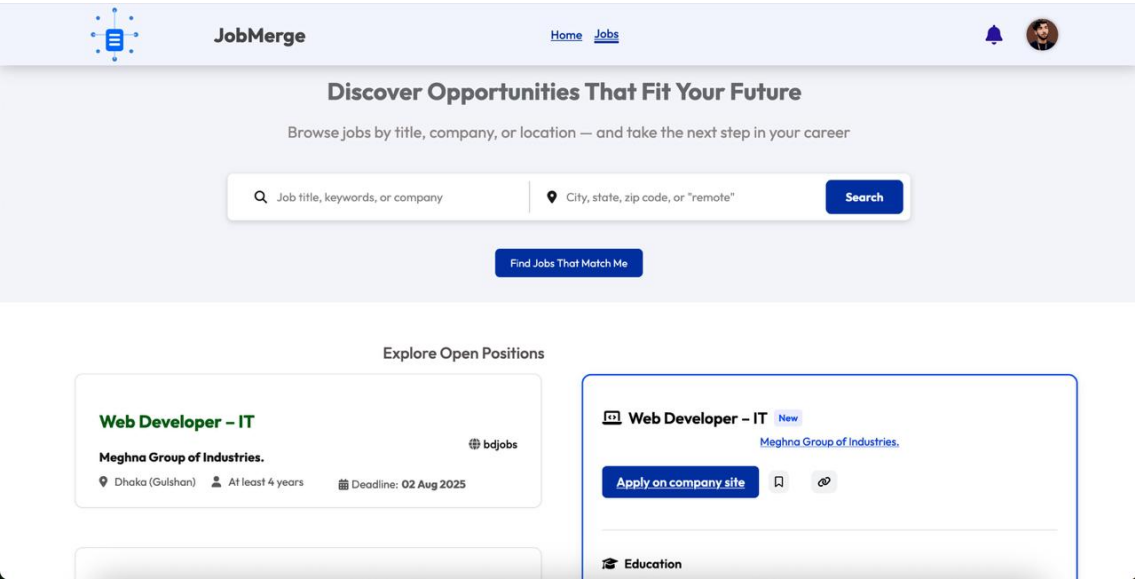 JobMerge
Home Jobs
Discover Opportunities That Fit Your Future
Browse jobs by title, company, or location — and take the next step in your career
Job title, keywords, or company
City, state, zip code, or "remote"
Search
Find Jobs That Match Me
Explore Open Positions
Web Developer – IT
bdjobs
Meghna Group of Industries.
Dhaka (Gulshan) At least 4 years Deadline: 02 Aug 2025
Web Developer – IT New
Meghna Group of Industries.
Apply on company site
Education